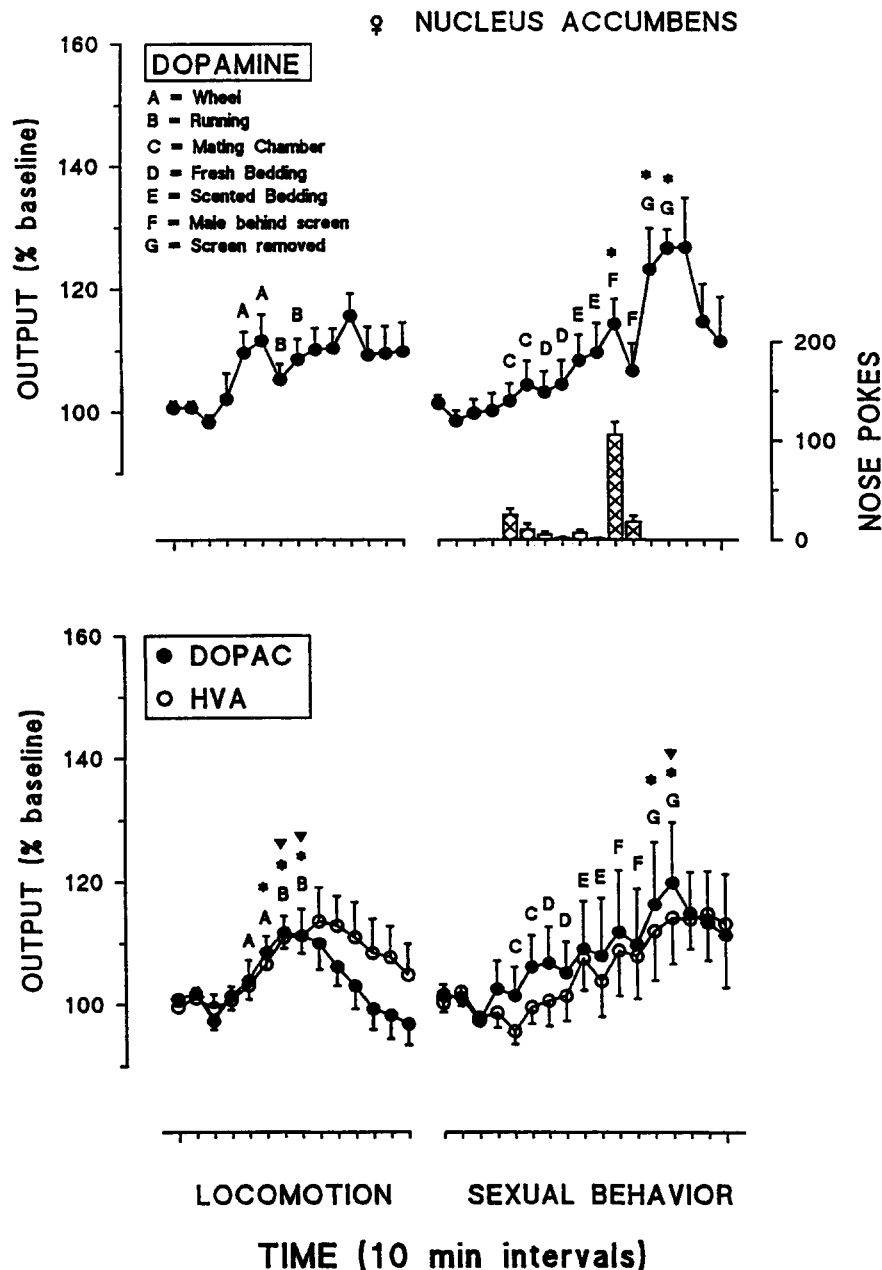 ♀ NUCLEUS ACCUMBENS
160
140
120
100
OUTPUT (% baseline)
DOPAMINE
A = Wheel
B = Running
C = Mating Chamber
D = Fresh Bedding
E = Scented Bedding
F = Male behind screen
G = Screen removed
A A B B
C C D D E E * F F * G * G
200
100
0
NOSE POKES
160
140
120
100
OUTPUT (% baseline)
● DOPAC
○ HVA
A * A ▼ * B ▼ * B
C C D D E E F F * G ▼ * G
LOCOMOTION
SEXUAL BEHAVIOR
TIME (10 min intervals)